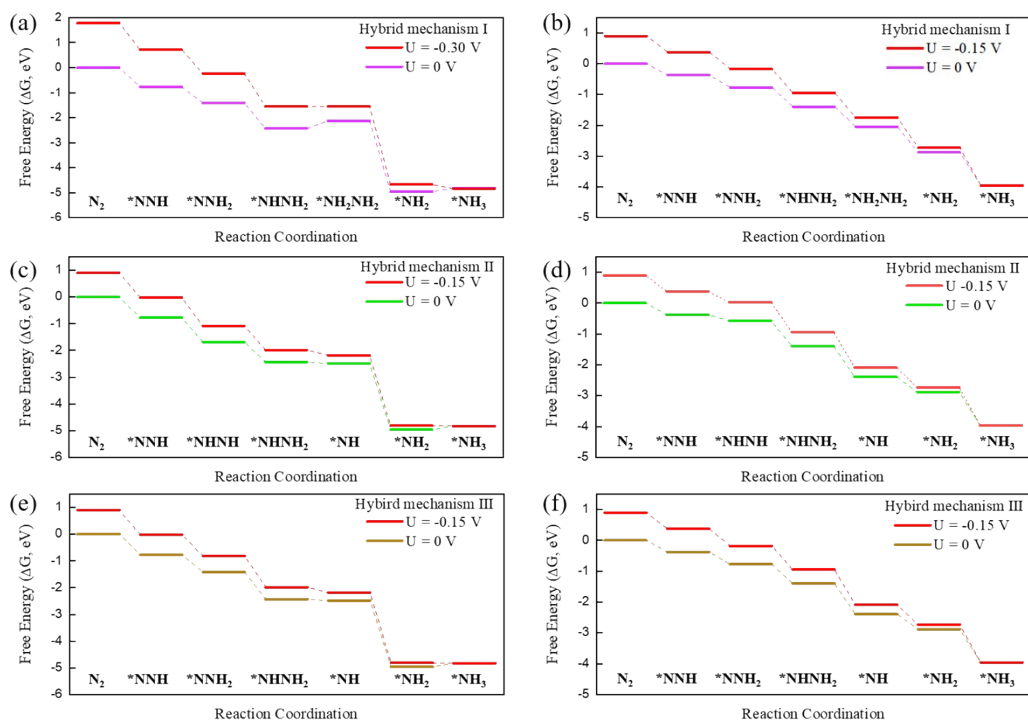 (a)
Hybrid mechanism I
U = -0.30 V
U = 0 V
Free Energy (ΔG, eV)
2
1
0
-1
-2
-3
-4
-5
-6
N₂ *NNH *NNH₂ *NHNH₂ *NH₂NH₂ *NH₂ *NH₃
Reaction Coordination
(b)
Hybrid mechanism I
U = -0.15 V
U = 0 V
Free Energy (ΔG, eV)
1
0
-1
-2
-3
-4
-5
N₂ *NNH *NNH₂ *NHNH₂ *NH₂NH₂ *NH₂ *NH₃
Reaction Coordination
(c)
Hybrid mechanism II
U = -0.15 V
U = 0 V
Free Energy (ΔG, eV)
1
0
-1
-2
-3
-4
-5
-6
N₂ *NNH *NHNH *NHNH₂ *NH *NH₂ *NH₃
Reaction Coordination
(d)
Hybrid mechanism II
U -0.15 V
U = 0 V
Free Energy (ΔG, eV)
1
0
-1
-2
-3
-4
-5
N₂ *NNH *NHNH *NHNH₂ *NH *NH₂ *NH₃
Reaction Coordination
(e)
Hybird mechanism III
U = -0.15 V
U = 0 V
Free Energy (ΔG, eV)
1
0
-1
-2
-3
-4
-5
-6
N₂ *NNH *NNH₂ *NHNH₂ *NH *NH₂ *NH₃
Reaction Coordination
(f)
Hybird mechanism III
U = -0.15 V
U = 0 V
Free Energy (ΔG, eV)
1
0
-1
-2
-3
-4
-5
N₂ *NNH *NNH₂ *NHNH₂ *NH *NH₂ *NH₃
Reaction Coordination